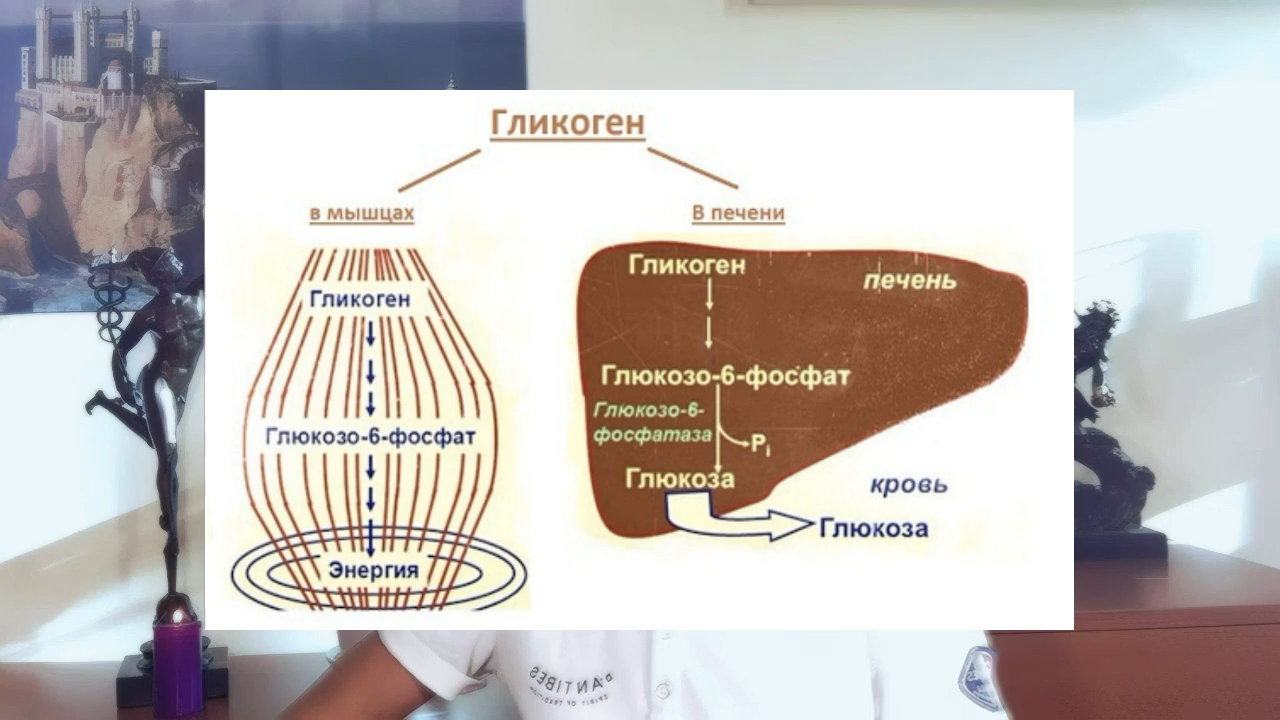 Гликоген
в мышцах
В печени
Гликоген
Глюкозо-6-фосфат
Энергия
Гликоген
печень
Глюкозо-6-фосфат
Глюкозо-6-
фосфатаза
Pi
Глюкоза
кровь
Глюкоза
D'ANTIBES